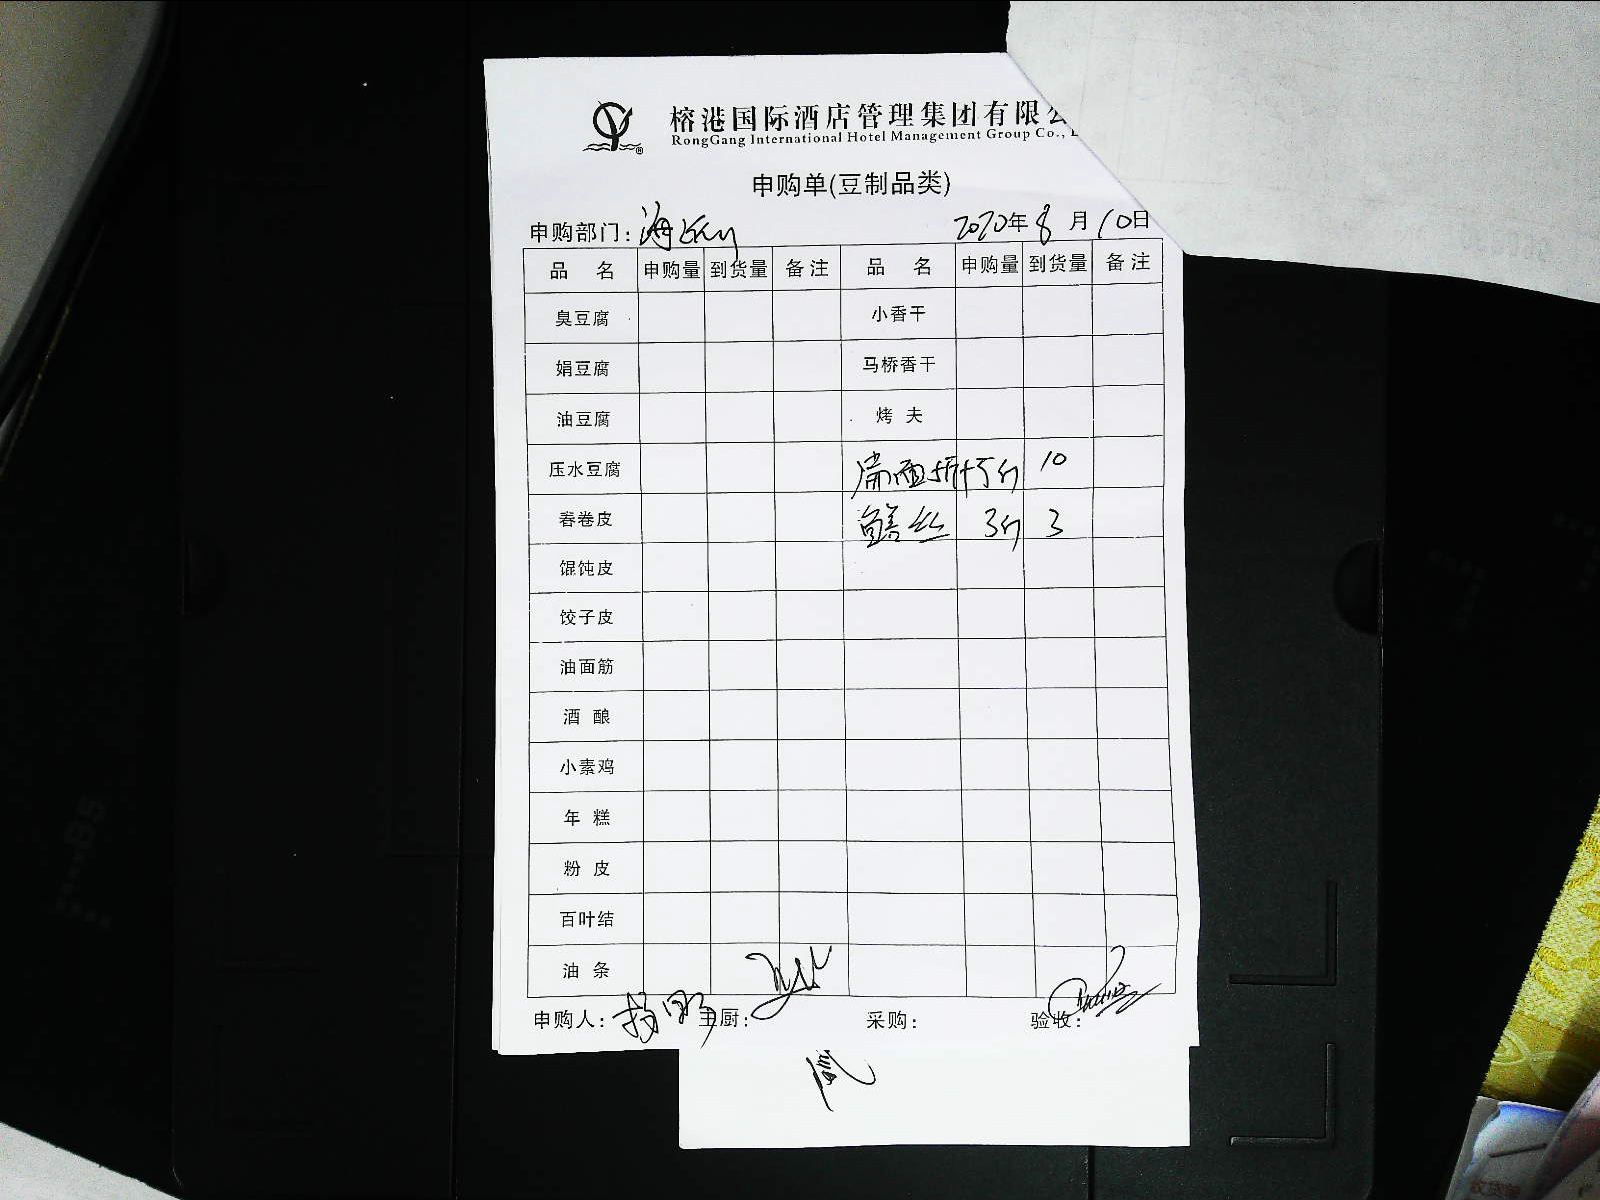 榕港国际酒店管理集团有限公
RongGang International Hotel Management Group Co., L
申购单(豆制品类)
申购部门: 2020年8月10日
品 名 申购量 到货量 备注 品 名 申购量 到货量 备注
臭豆腐 小香干
娟豆腐 马桥香干
油豆腐 烤 夫
压水豆腐 10
春卷皮 鳝丝 3斤 3
馄饨皮
饺子皮
油面筋
酒 酿
小素鸡
年 糕
粉 皮
百叶结
油 条
申购人: 主厨: 采购: 验收: